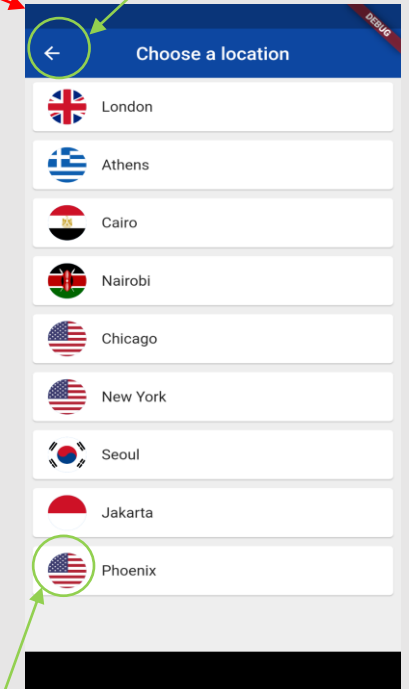 DEBUG
Choose a location
London
Athens
Cairo
Nairobi
Chicago
New York
Seoul
Jakarta
Phoenix